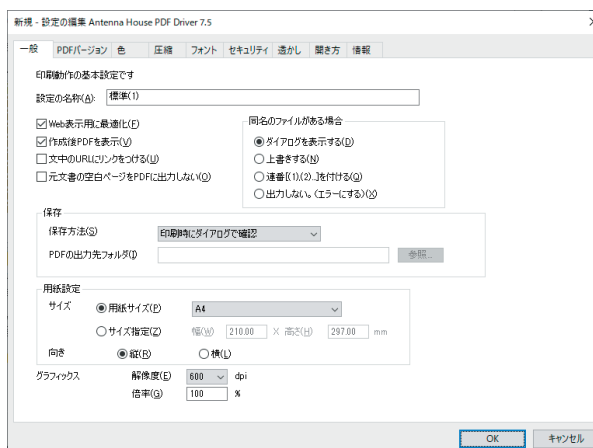 新規 - 設定の編集 Antenna House PDF Driver 7.5
一般 PDFバージョン 色 圧縮 フォント セキュリティ 透かし 開き方 情報
印刷動作の基本設定です
設定の名称(A): 標準(1)
Web表示用に最適化(F)
作成後PDFを表示(V)
文中のURLにリンクをつける(U)
元文書の空白ページをPDFに出力しない(O)
同名のファイルがある場合
ダイアログを表示する(D)
上書きする(N)
連番[(1),(2)..]を付ける(Q)
出力しない。(エラーにする)(X)
保存
保存方法(S) 印刷時にダイアログで確認
PDFの出力先フォルダ(I) 参照...
用紙設定
サイズ 用紙サイズ(P) A4
サイズ指定(Z) 幅(W) 210.00 X 高さ(H) 297.00 mm
向き 縦(R) 横(L)
グラフィックス 解像度(E) 600 dpi
倍率(G) 100 %
OK キャンセル